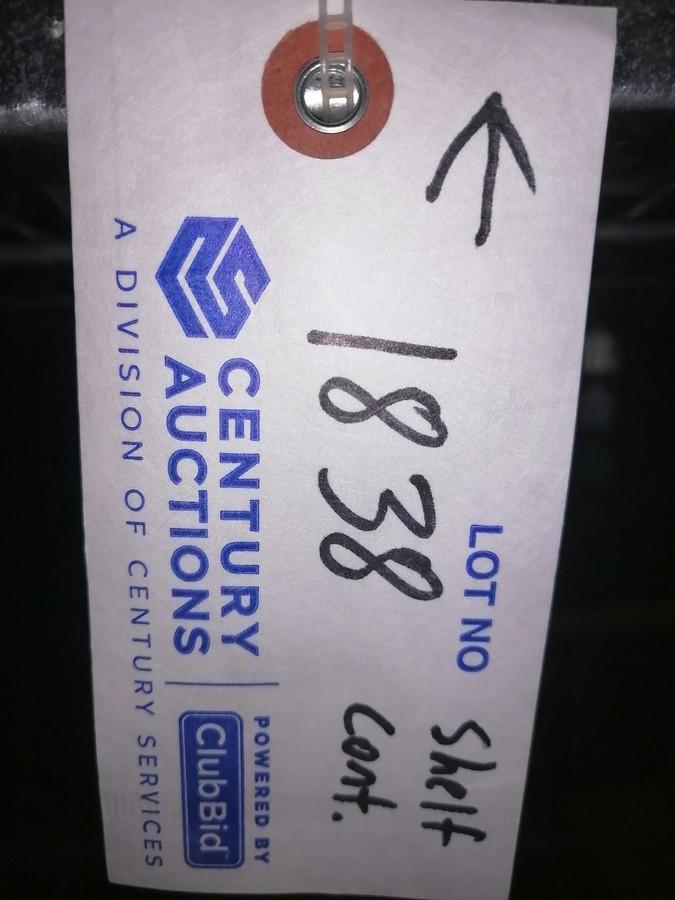 LOT NO
Shelf
1838
Cont.
CENTURY
AUCTIONS
POWERED BY
ClubBid
A DIVISION OF CENTURY SERVICES